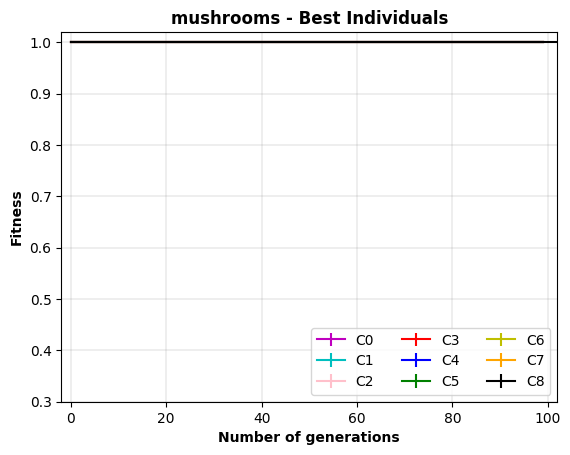 mushrooms - Best Individuals
1.0
0.9
0.8
0.7
0.6
0.5
0.4
0.3
Fitness
C0 C3 C6
C1 C4 C7
C2 C5 C8
0 20 40 60 80 100
Number of generations